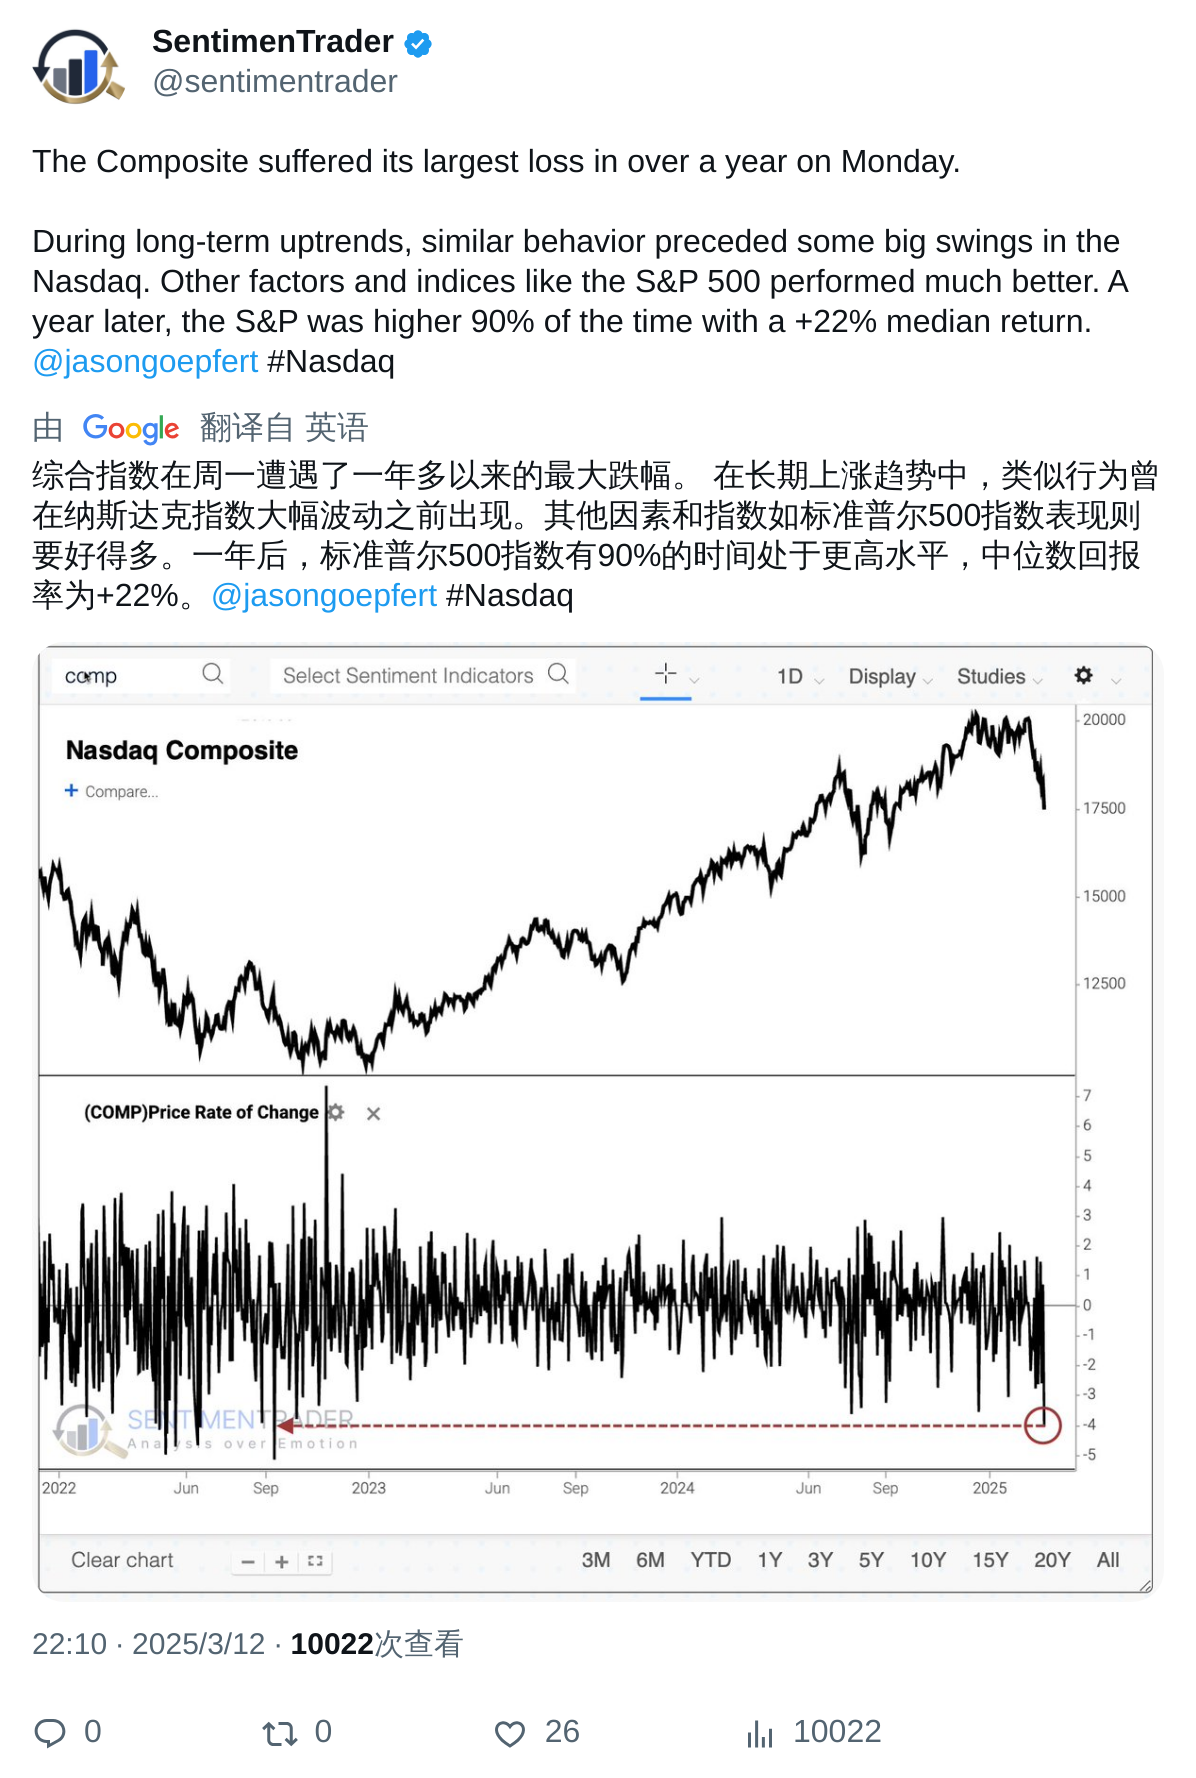 SentimenTrader
@sentimentrader
The Composite suffered its largest loss in over a year on Monday.
During long-term uptrends, similar behavior preceded some big swings in the
Nasdaq. Other factors and indices like the S&P 500 performed much better. A
year later, the S&P was higher 90% of the time with a +22% median return.
@jasongoepfert #Nasdaq
由 Google 翻译自 英语
综合指数在周一遭遇了一年多以来的最大跌幅。 在长期上涨趋势中，类似行为曾
在纳斯达克指数大幅波动之前出现。其他因素和指数如标准普尔500指数表现则
要好得多。一年后，标准普尔500指数有90%的时间处于更高水平，中位数回报
率为+22%。@jasongoepfert #Nasdaq
comp Select Sentiment Indicators 1D Display Studies
20000
Nasdaq Composite
+ Compare...
17500
15000
12500
(COMP)Price Rate of Change
7
6
5
4
3
2
1
0
-1
-2
-3
SENTIMENTRADER
-4
Analysis over Emotion
-5
2022 Jun Sep 2023 Jun Sep 2024 Jun Sep 2025
Clear chart − + 3M 6M YTD 1Y 3Y 5Y 10Y 15Y 20Y All
22:10 · 2025/3/12 · 10022次查看
0 0 26 10022